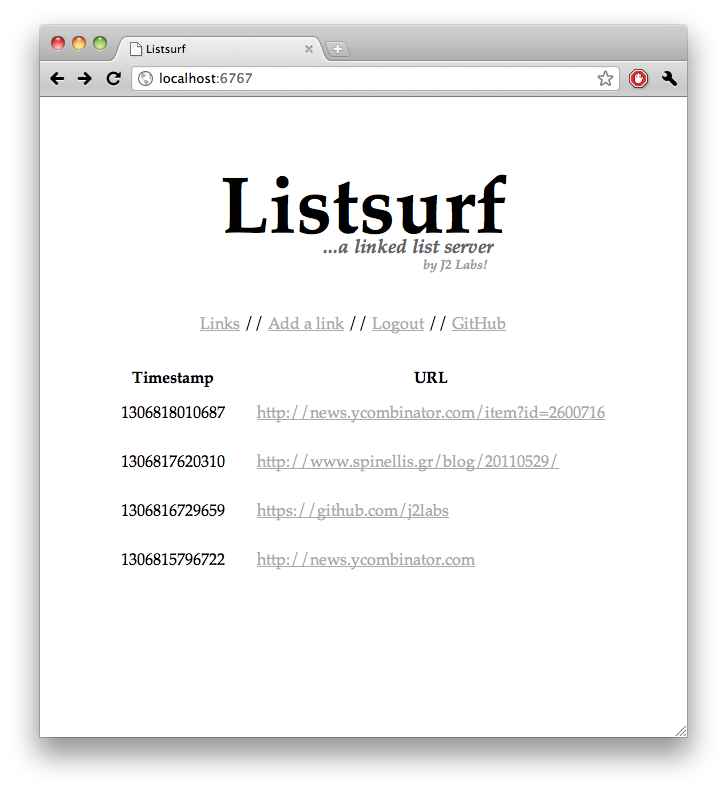 Listsurf
localhost:6767
Listsurf
...a linked list server
by J2 Labs!
Links // Add a link // Logout // GitHub
Timestamp URL
1306818010687 http://news.ycombinator.com/item?id=2600716
1306817620310 http://www.spinellis.gr/blog/20110529/
1306816729659 https://github.com/j2labs
1306815796722 http://news.ycombinator.com